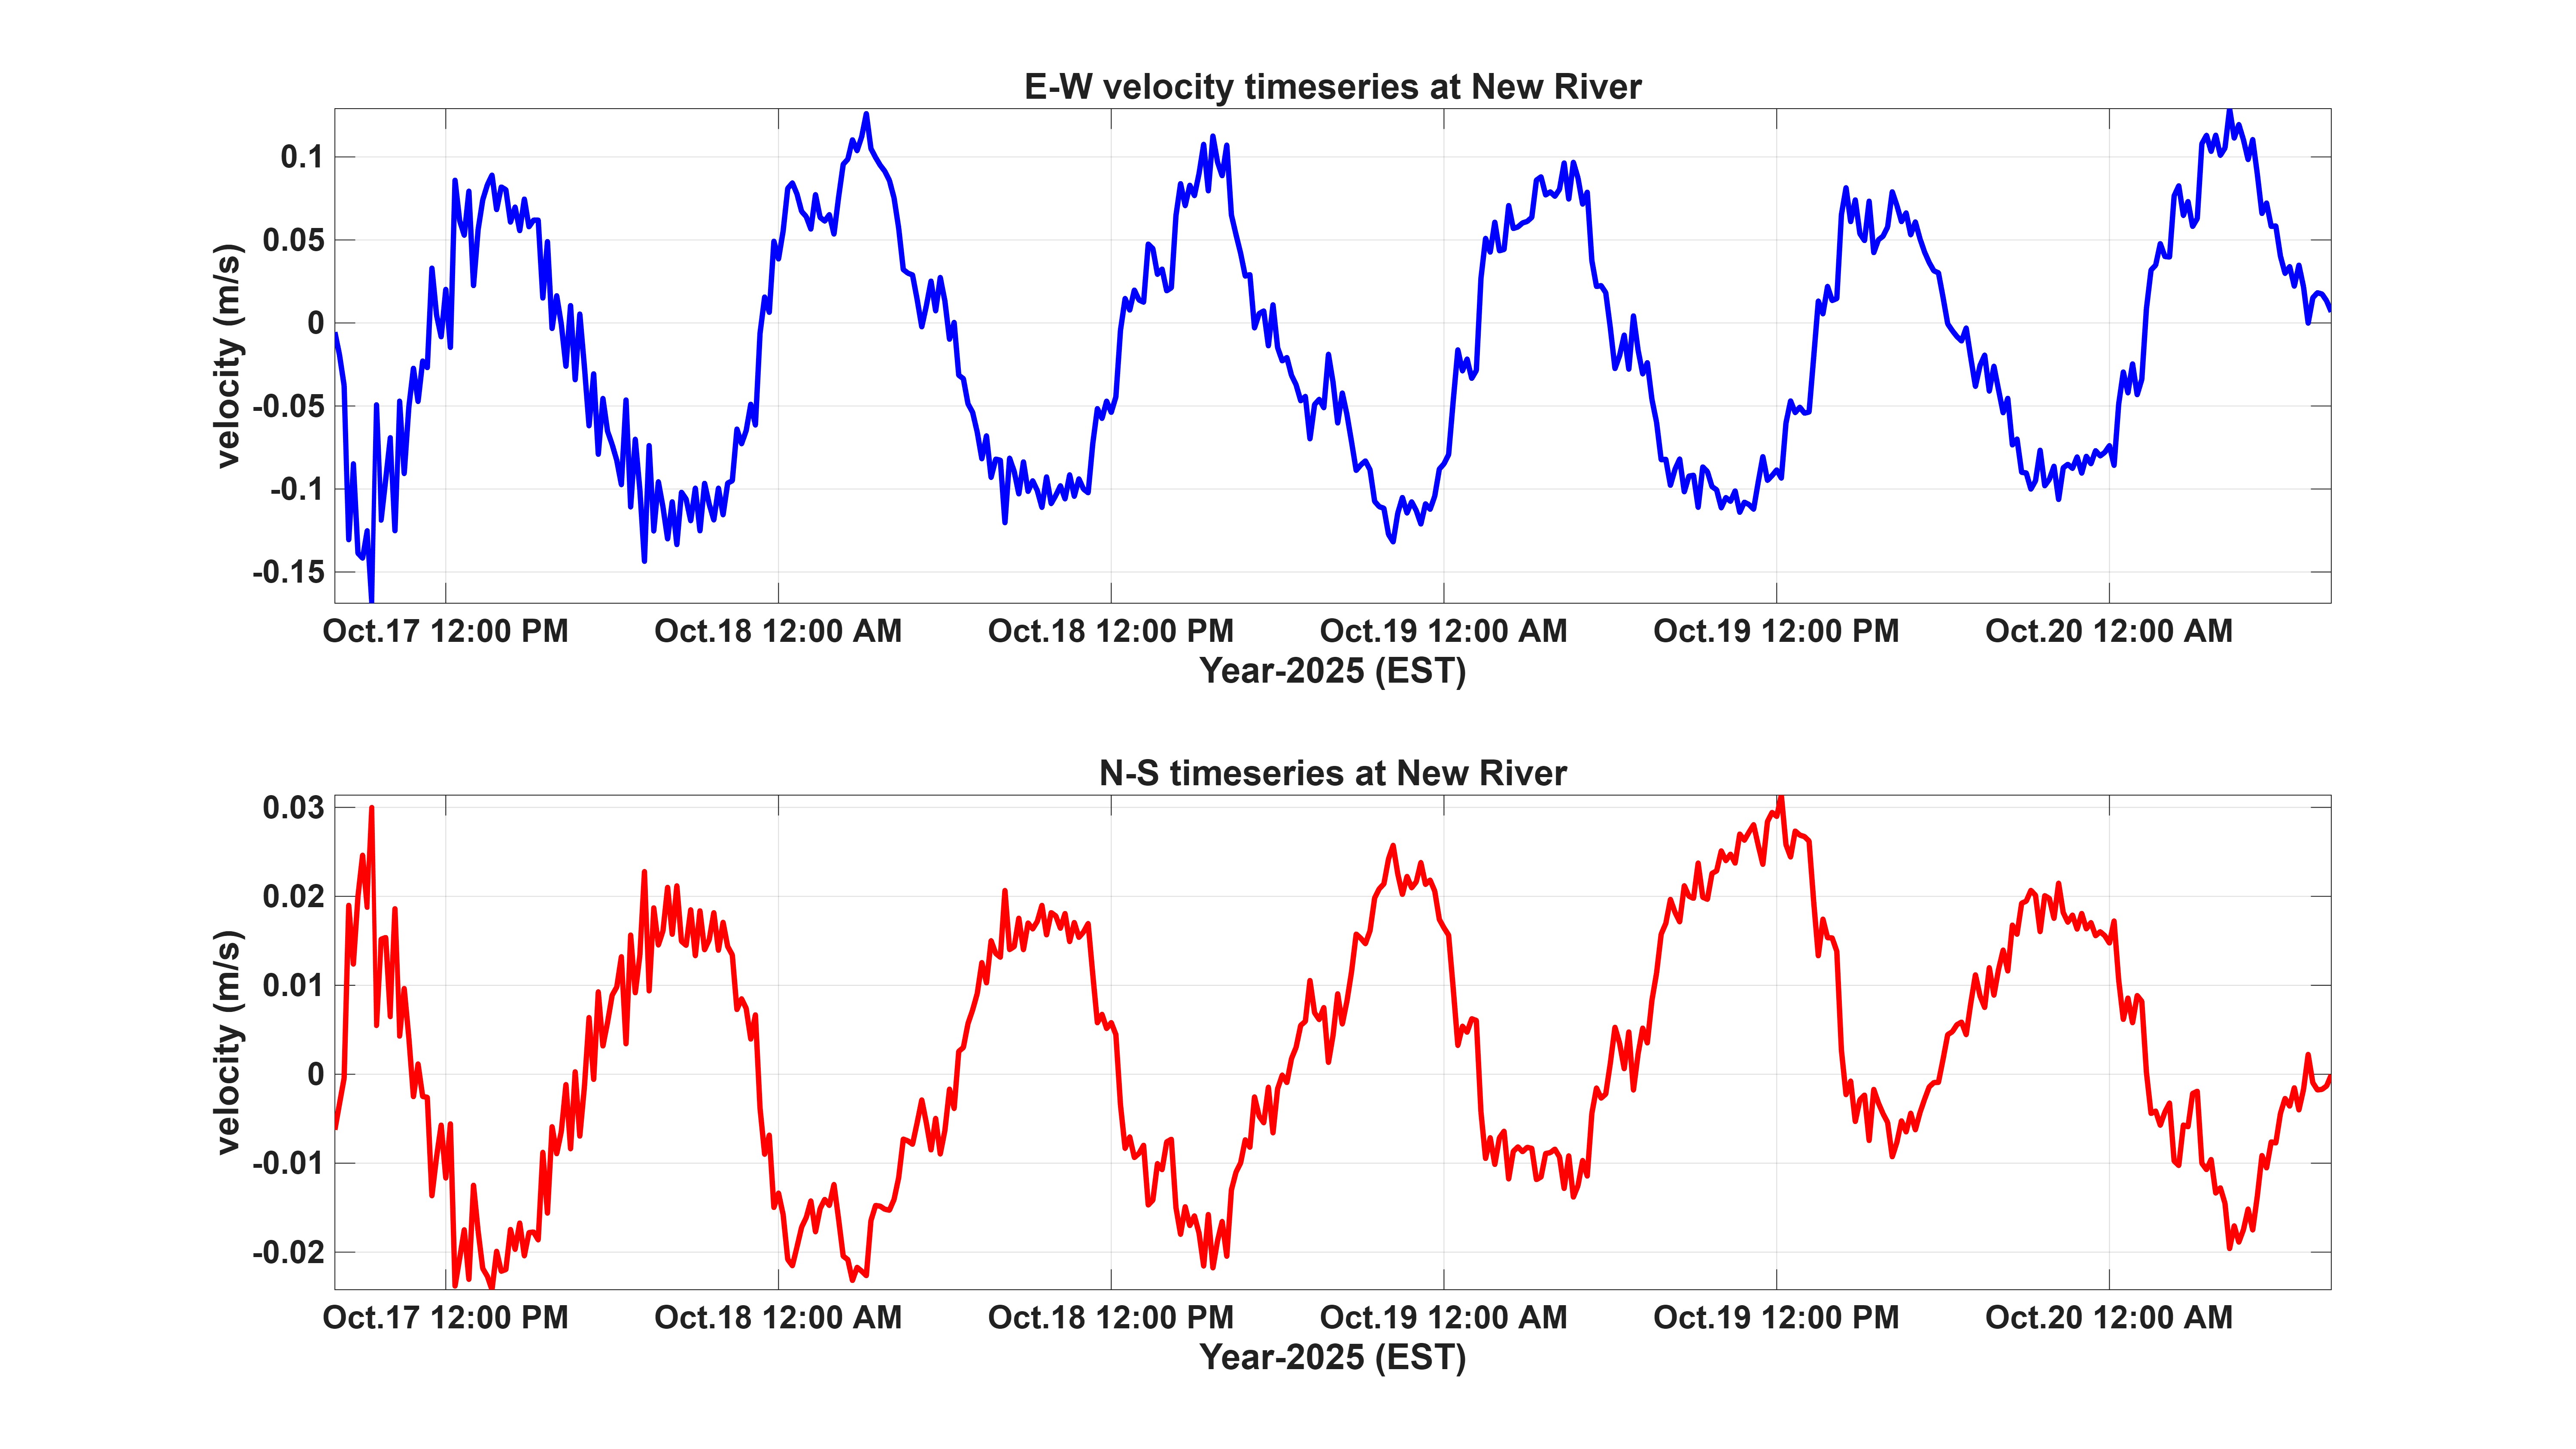 E-W velocity timeseries at New River
velocity (m/s)
0.1
0.05
0
-0.05
-0.1
-0.15
Oct.17 12:00 PM
Oct.18 12:00 AM
Oct.18 12:00 PM
Oct.19 12:00 AM
Oct.19 12:00 PM
Oct.20 12:00 AM
Year-2025 (EST)
N-S timeseries at New River
velocity (m/s)
0.03
0.02
0.01
0
-0.01
-0.02
Oct.17 12:00 PM
Oct.18 12:00 AM
Oct.18 12:00 PM
Oct.19 12:00 AM
Oct.19 12:00 PM
Oct.20 12:00 AM
Year-2025 (EST)